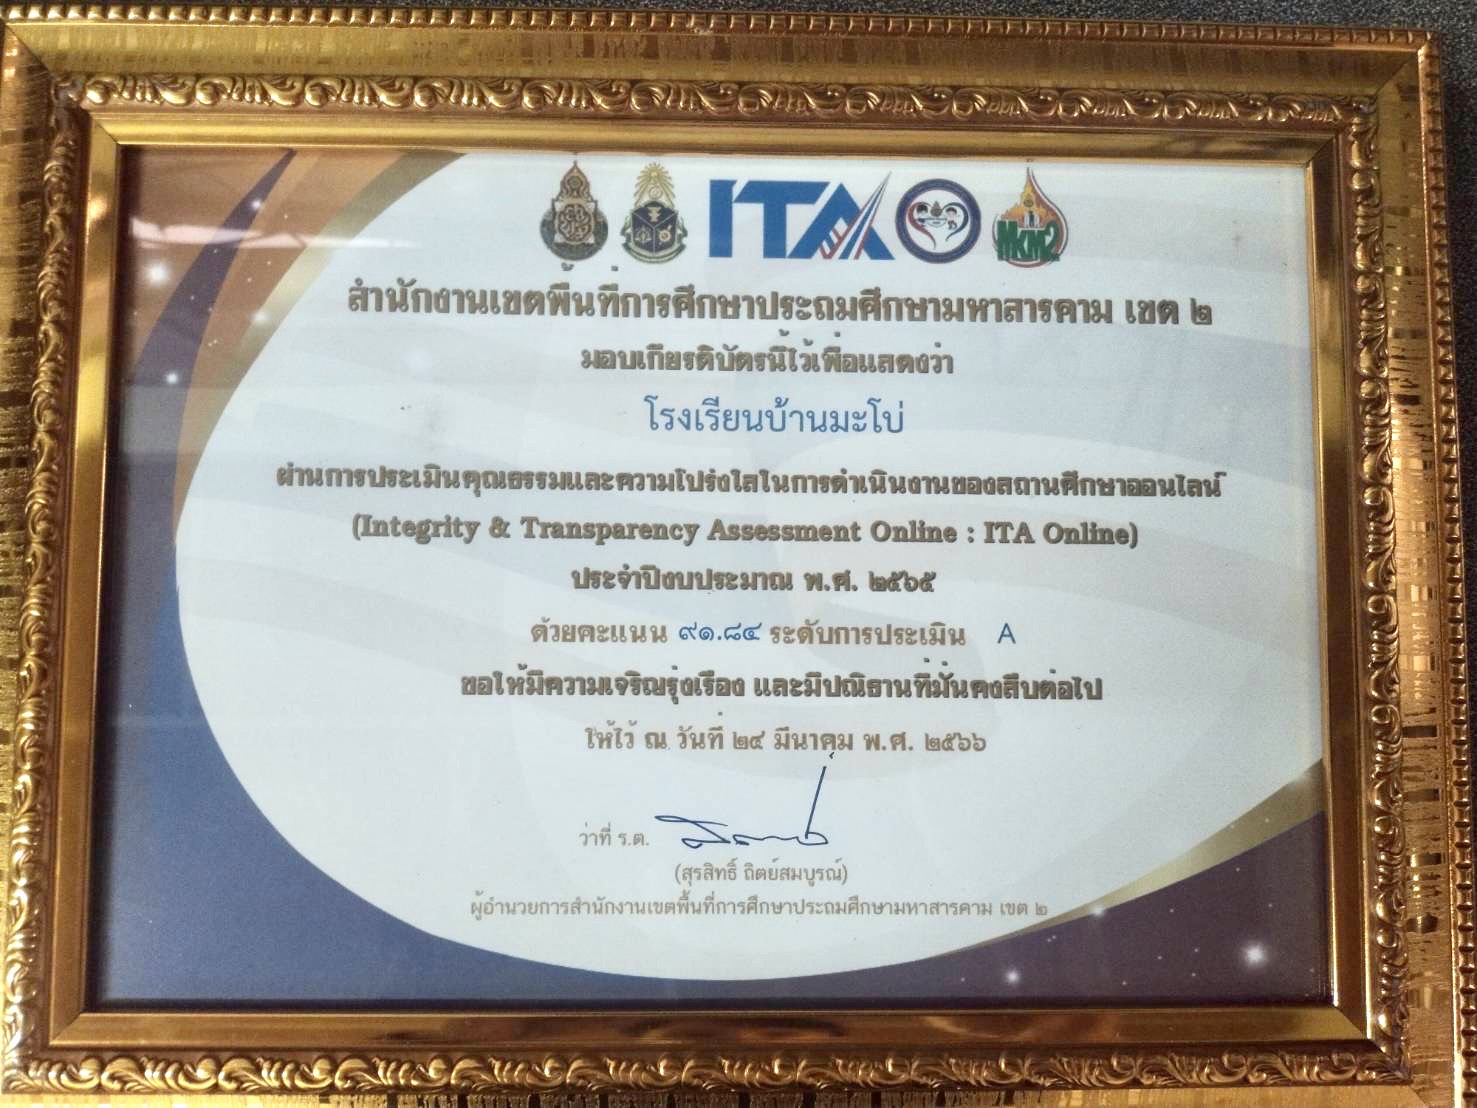 ITA
MKM2
สำนักงานเขตพื้นที่การศึกษาประถมศึกษามหาสารคาม เขต ๒
มอบเกียรติบัตรนี้ไว้เพื่อแสดงว่า
โรงเรียนบ้านมะโบ่
ผ่านการประเมินคุณธรรมและความโปร่งใสในการดำเนินงานของสถานศึกษาออนไลน์
(Integrity & Transparency Assessment Online : ITA Online)
ประจำปีงบประมาณ พ.ศ. ๒๕๖๕
ด้วยคะแนน ๙๑.๘๔ ระดับการประเมิน A
ขอให้มีความเจริญรุ่งเรือง และมีปณิธานที่มั่นคงสืบต่อไป
ให้ไว้ ณ วันที่ ๒๔ มีนาคม พ.ศ. ๒๕๖๖
ว่าที่ ร.ต.
(สุรสิทธิ์ ถิตย์สมบูรณ์)
ผู้อำนวยการสำนักงานเขตพื้นที่การศึกษาประถมศึกษามหาสารคาม เขต ๒